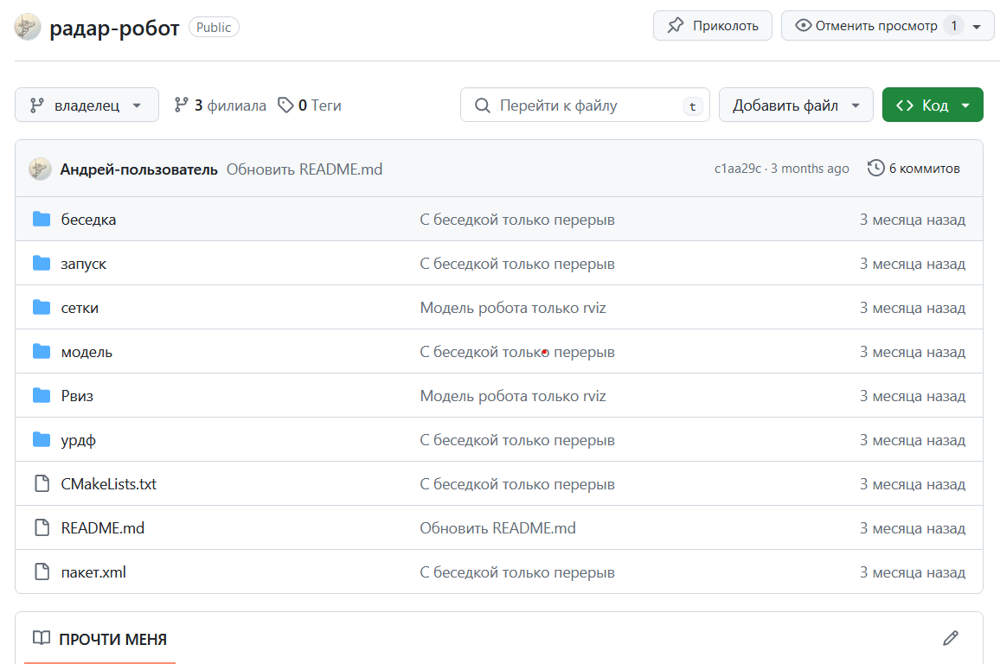 радар-робот Public Приколоть Отменить просмотр 1
владелец 3 филиала 0 Теги Перейти к файлу t Добавить файл Код
Андрей-пользователь Обновить README.md c1aa29c · 3 months ago 6 коммитов
беседка С беседкой только перерыв 3 месяца назад
запуск С беседкой только перерыв 3 месяца назад
сетки Модель робота только rviz 3 месяца назад
модель С беседкой только перерыв 3 месяца назад
Рвиз Модель робота только rviz 3 месяца назад
урдф С беседкой только перерыв 3 месяца назад
CMakeLists.txt С беседкой только перерыв 3 месяца назад
README.md Обновить README.md 3 месяца назад
пакет.xml С беседкой только перерыв 3 месяца назад
ПРОЧТИ МЕНЯ